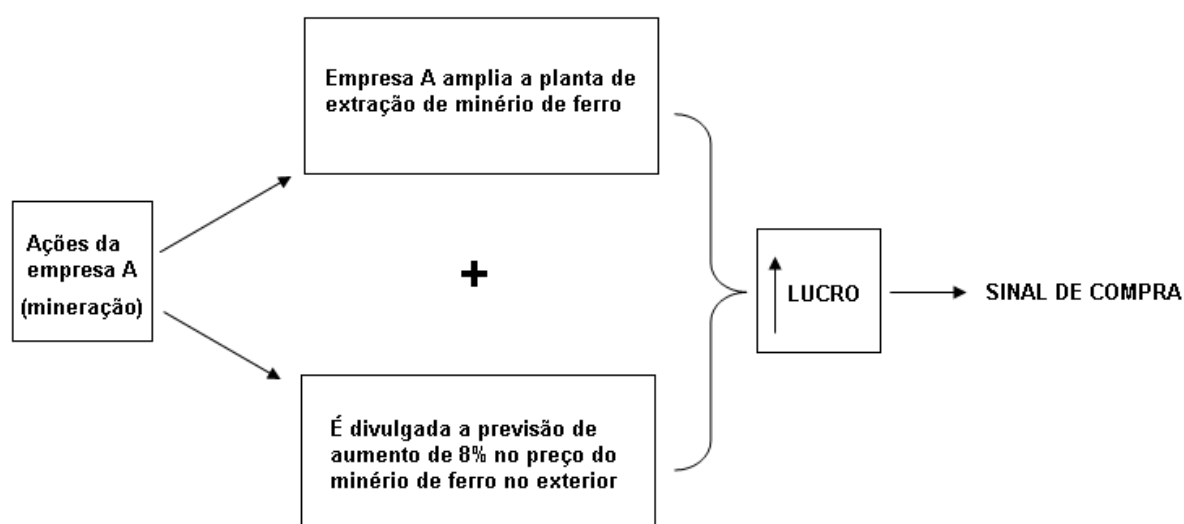 Empresa A amplia a planta de
extração de minério de ferro
Ações da
empresa A
(mineração)
+
LUCRO
SINAL DE COMPRA
É divulgada a previsão de
aumento de 8% no preço do
minério de ferro no exterior